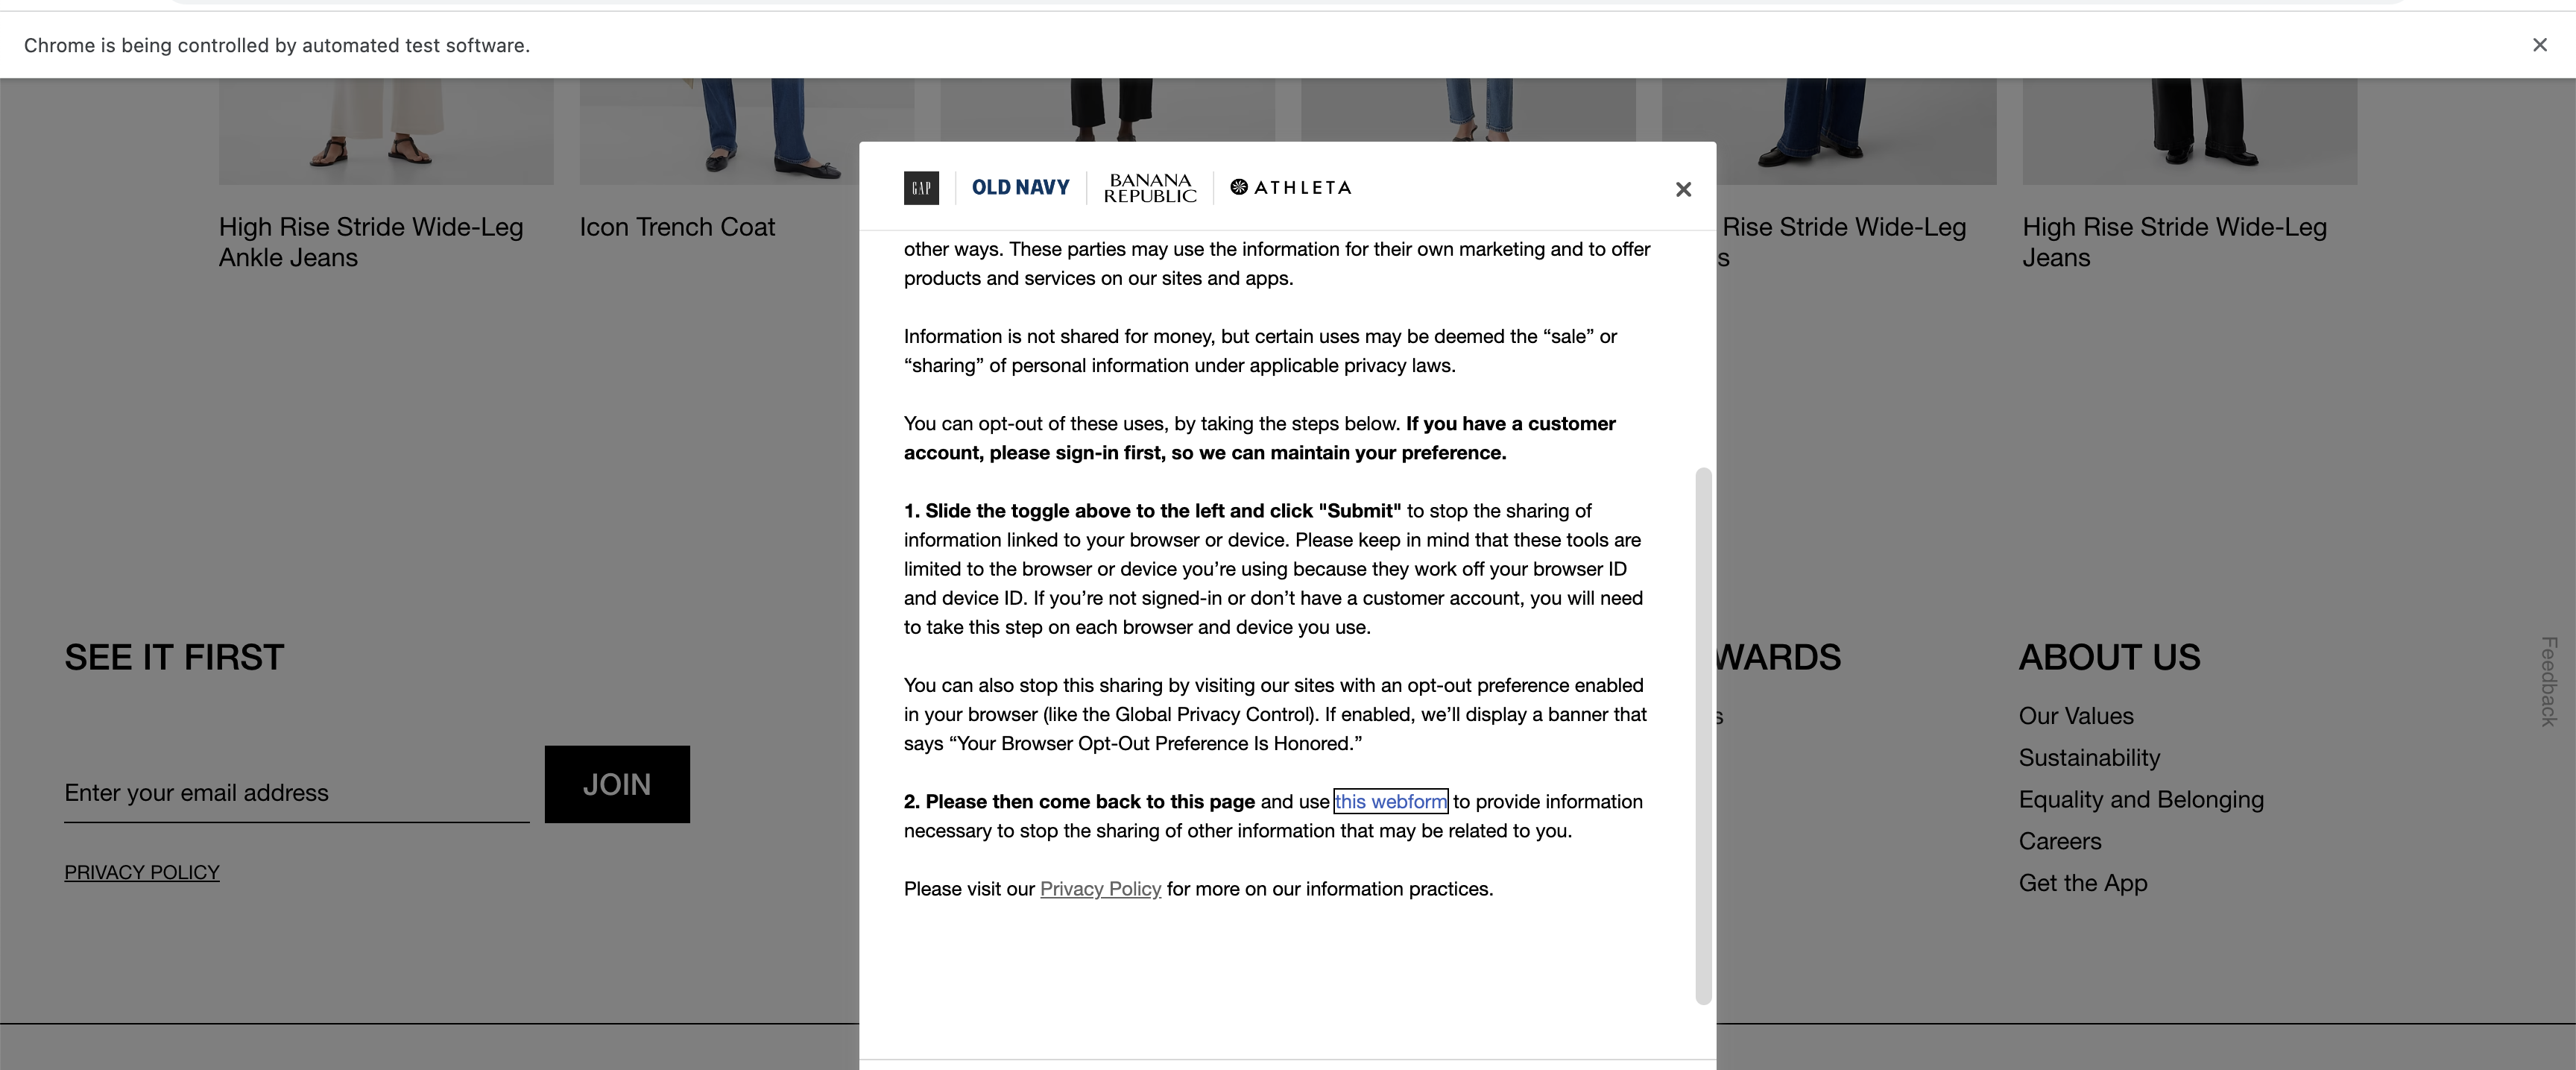 Chrome is being controlled by automated test software.
High Rise Stride Wide-Leg
Ankle Jeans
Icon Trench Coat
Rise Stride Wide-Leg
s
High Rise Stride Wide-Leg
Jeans
GAP
OLD NAVY
BANANA
REPUBLIC
ATHLETA
other ways. These parties may use the information for their own marketing and to offer
products and services on our sites and apps.
Information is not shared for money, but certain uses may be deemed the “sale” or
“sharing” of personal information under applicable privacy laws.
You can opt-out of these uses, by taking the steps below. If you have a customer
account, please sign-in first, so we can maintain your preference.
1. Slide the toggle above to the left and click "Submit" to stop the sharing of
information linked to your browser or device. Please keep in mind that these tools are
limited to the browser or device you’re using because they work off your browser ID
and device ID. If you’re not signed-in or don’t have a customer account, you will need
to take this step on each browser and device you use.
You can also stop this sharing by visiting our sites with an opt-out preference enabled
in your browser (like the Global Privacy Control). If enabled, we’ll display a banner that
says “Your Browser Opt-Out Preference Is Honored.”
2. Please then come back to this page and use this webform to provide information
necessary to stop the sharing of other information that may be related to you.
Please visit our Privacy Policy for more on our information practices.
SEE IT FIRST
Enter your email address
JOIN
PRIVACY POLICY
WARDS
s
ABOUT US
Our Values
Sustainability
Equality and Belonging
Careers
Get the App
Feedback